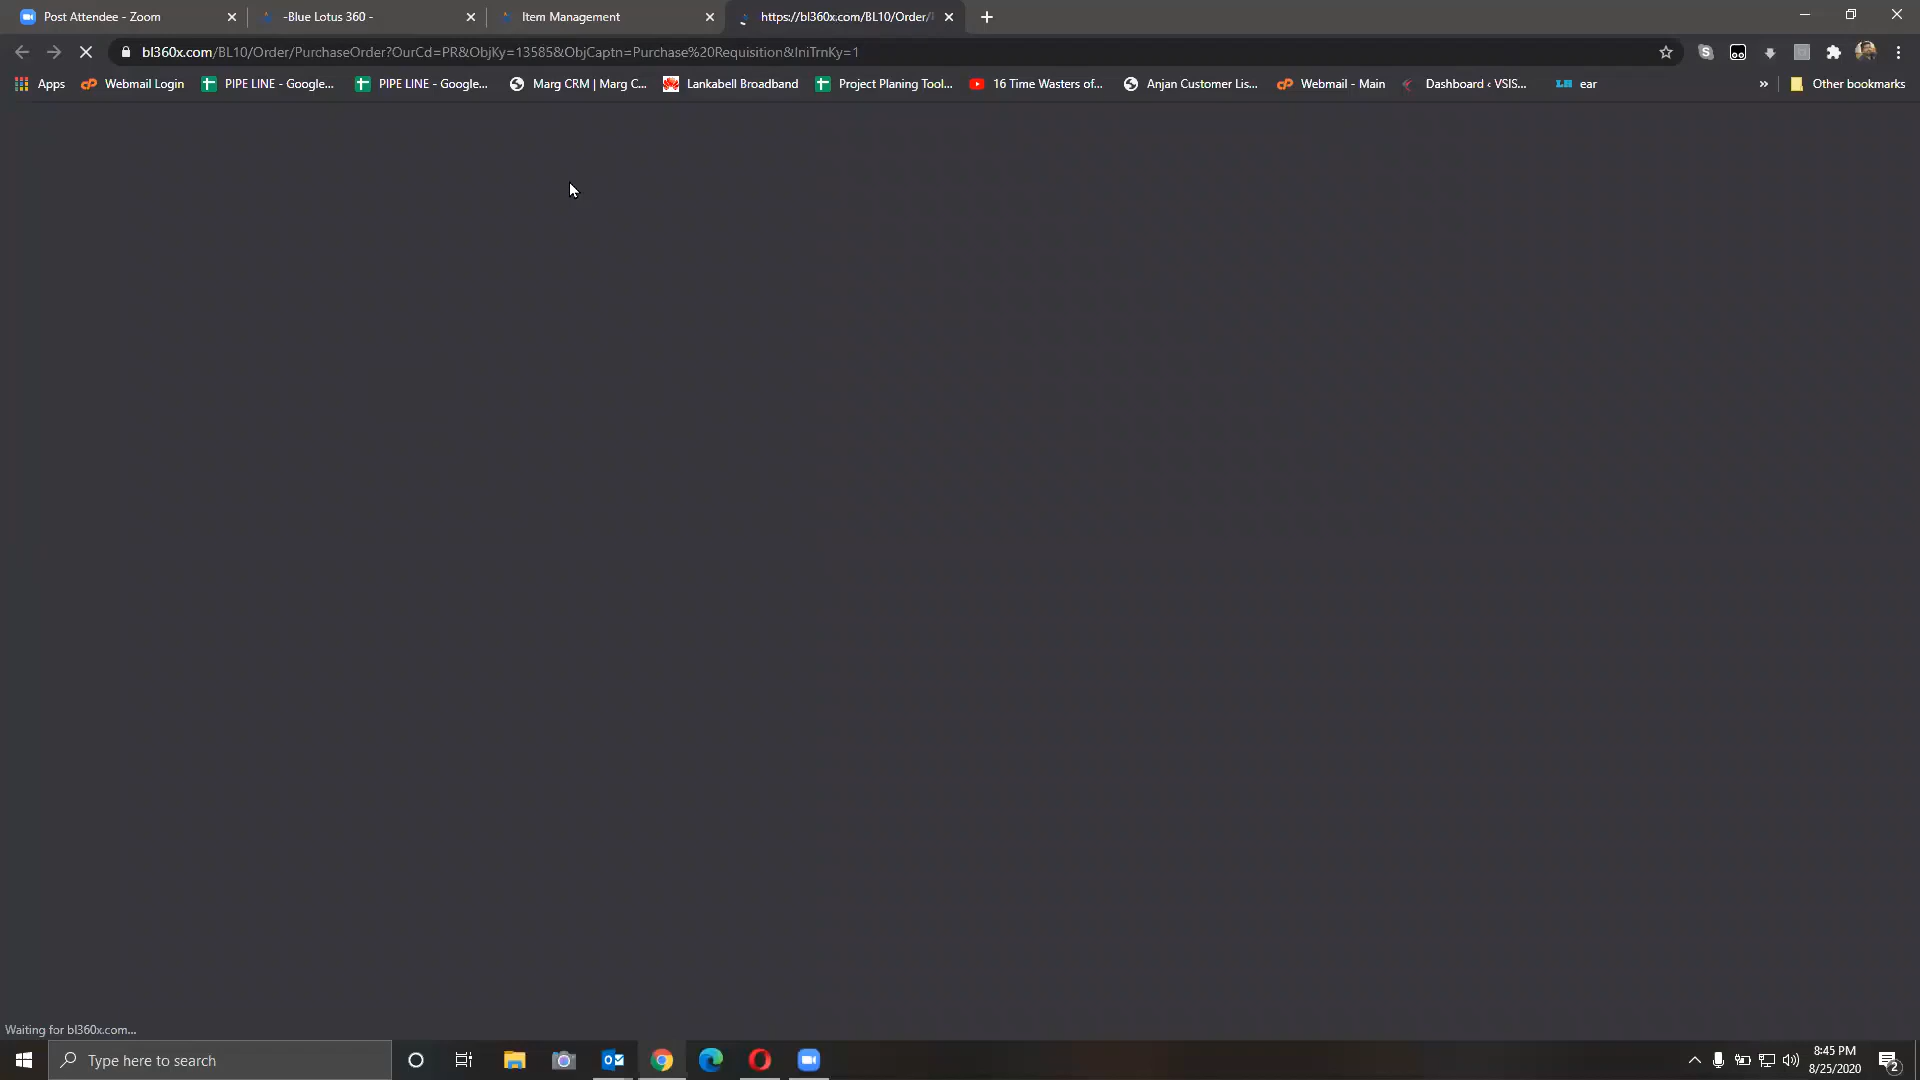 Post Attendee - Zoom
-Blue Lotus 360 -
Item Management
https://bl360x.com/BL10/Order/
bl360x.com/BL10/Order/PurchaseOrder?OurCd=PR&ObjKy=13585&ObjCaptn=Purchase%20Requisition&IniTrnKy=1
Apps
Webmail Login
PIPE LINE - Google...
PIPE LINE - Google...
Marg CRM | Marg C...
Lankabell Broadband
Project Planing Tool...
16 Time Wasters of...
Anjan Customer Lis...
Webmail - Main
Dashboard ‹ VSIS...
ear
»
Other bookmarks
Waiting for bl360x.com...
Type here to search
8:45 PM
8/25/2020
2